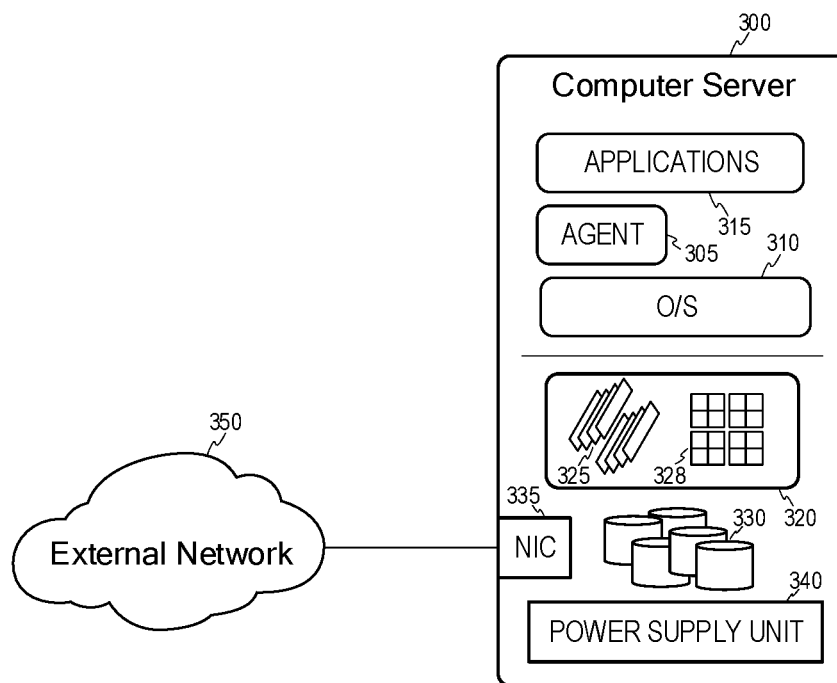 300
Computer Server
APPLICATIONS
315
AGENT
305
310
O/S
350
325
328
320
335
NIC
330
External Network
340
POWER SUPPLY UNIT